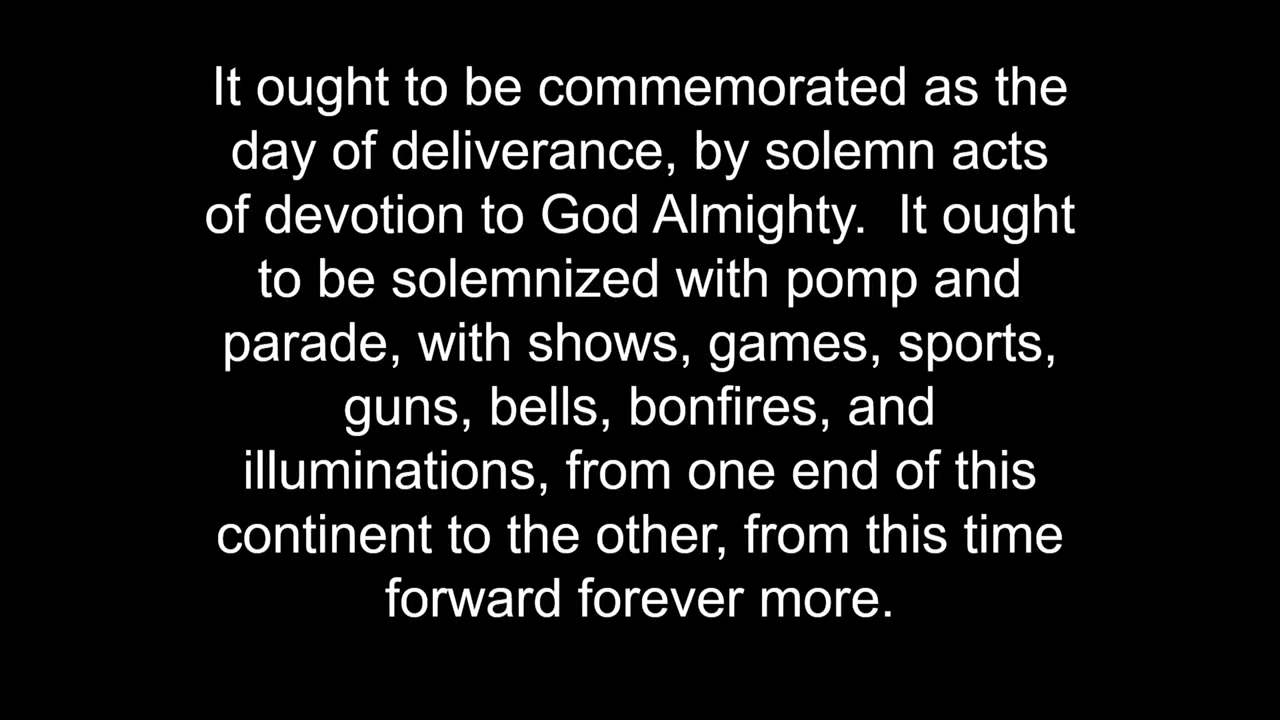 It ought to be commemorated as the
day of deliverance, by solemn acts
of devotion to God Almighty.  It ought
to be solemnized with pomp and
parade, with shows, games, sports,
guns, bells, bonfires, and
illuminations, from one end of this
continent to the other, from this time
forward forever more.